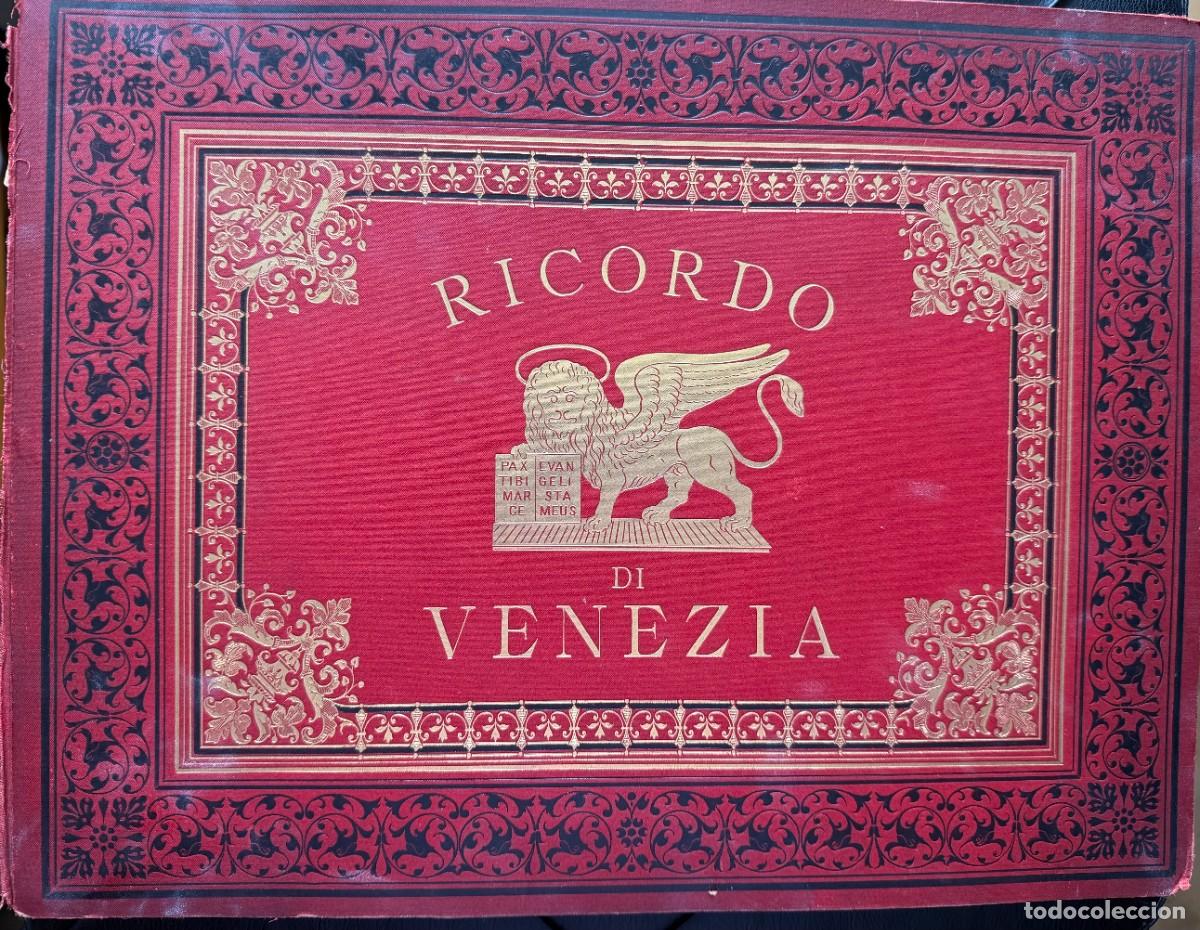 RICORDO
PAX EVAN
TIBI GELI
MAR STA
CE MEUS
DI
VENEZIA
todocoleccion